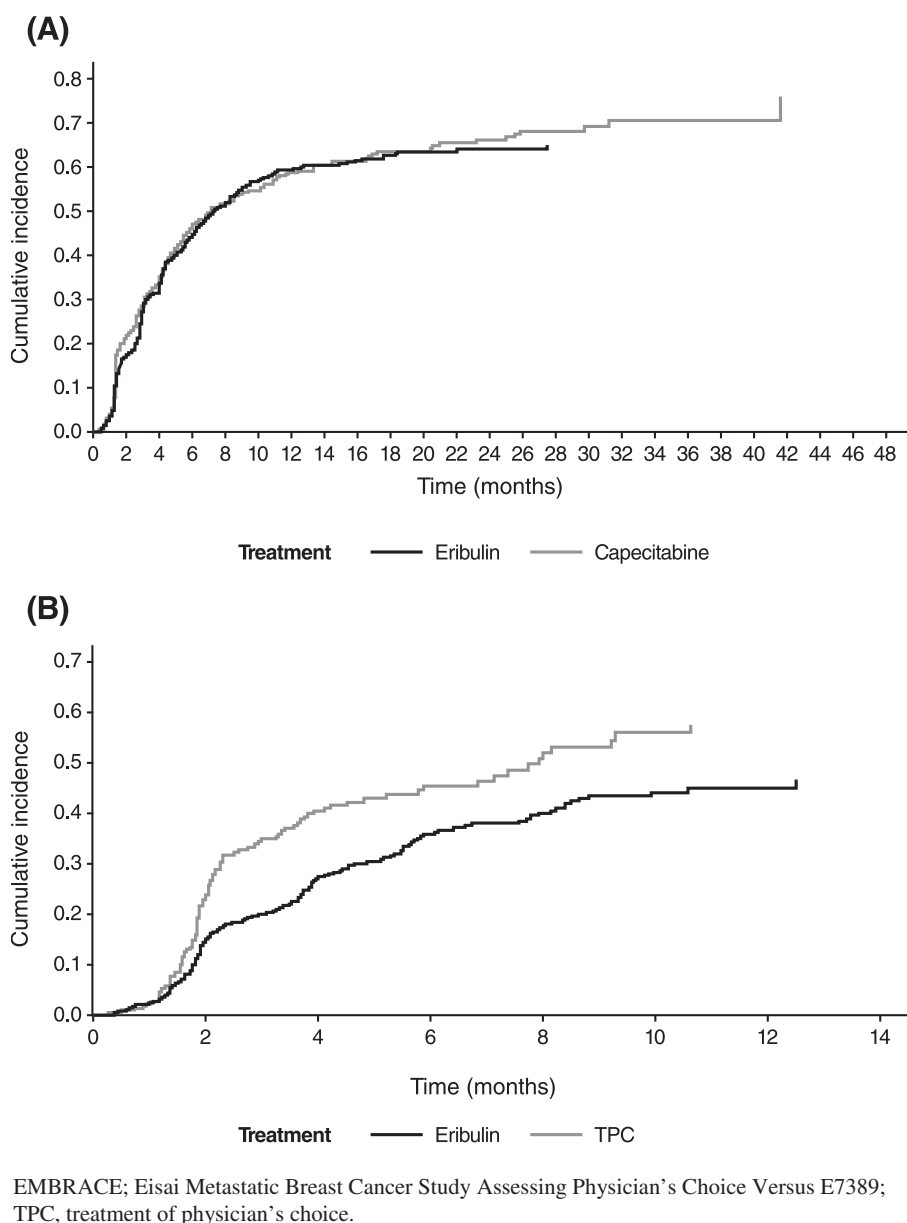 (A)
0.8
0.7
0.6
0.5
0.4
0.3
0.2
0.1
0.0
Cumulative incidence
0 2 4 6 8 10 12 14 16 18 20 22 24 26 28 30 32 34 36 38 40 42 44 46 48
Time (months)
Treatment Eribulin Capecitabine
(B)
0.7
0.6
0.5
0.4
0.3
0.2
0.1
0.0
Cumulative incidence
0 2 4 6 8 10 12 14
Time (months)
Treatment Eribulin TPC
EMBRACE; Eisai Metastatic Breast Cancer Study Assessing Physician’s Choice Versus E7389;
TPC, treatment of physician’s choice.